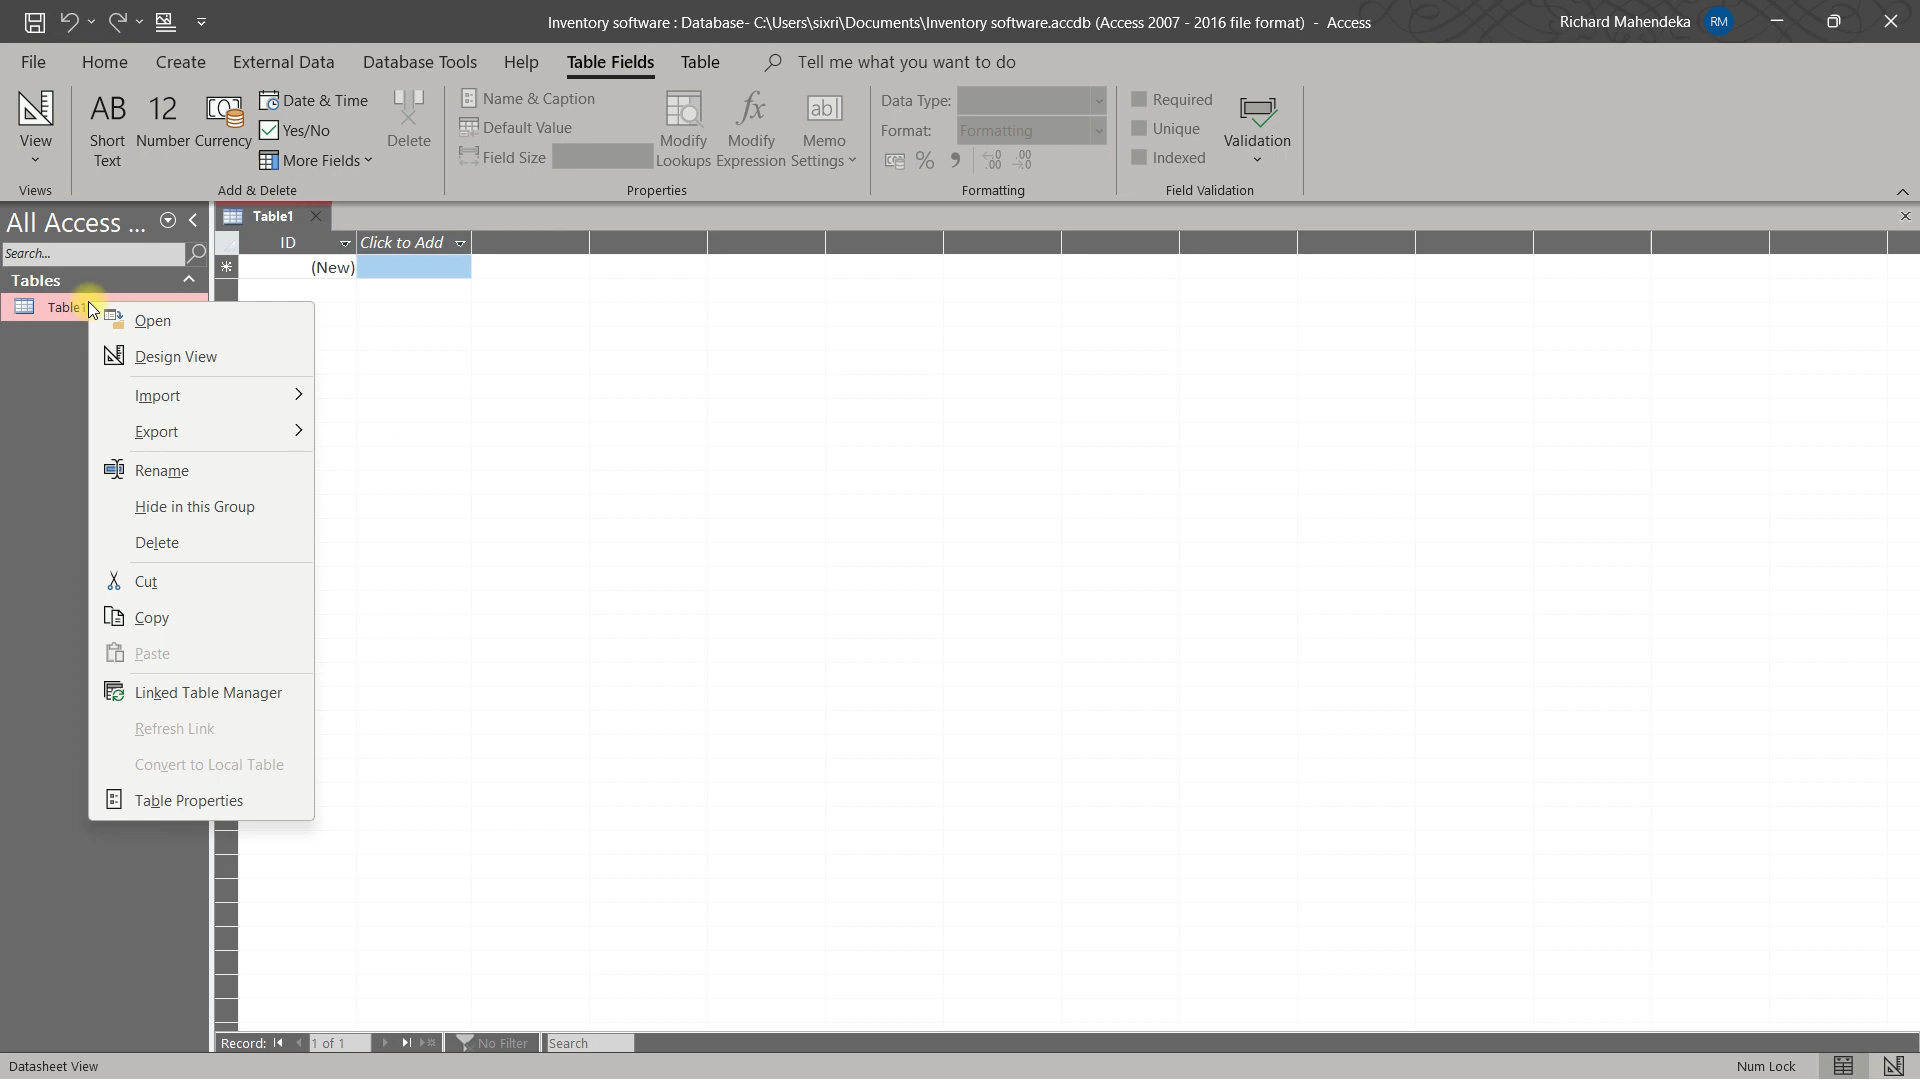 Inventory software : Database- C:\Users\sixri\Documents\Inventory software.accdb (Access 2007 - 2016 file format) - Access
Richard Mahendeka RM
File Home Create External Data Database Tools Help Table Fields Table Tell me what you want to do
View
Views
AB
Short
Text
12
Number
Currency
Date & Time
Yes/No
More Fields
Delete
Add & Delete
Name & Caption
Default Value
Field Size
Modify
Lookups
fx
Modify
Expression
ab
Memo
Settings
Properties
Data Type:
Format: Formatting
% , .00 .00
Formatting
Required
Unique
Indexed
Validation
Field Validation
All Access ...
Search...
Tables
Table1
Table1
ID Click to Add
(New)
Open
Design View
Import
Export
Rename
Hide in this Group
Delete
Cut
Copy
Paste
Linked Table Manager
Refresh Link
Convert to Local Table
Table Properties
Record: 1 of 1 No Filter Search
Datasheet View
Num Lock